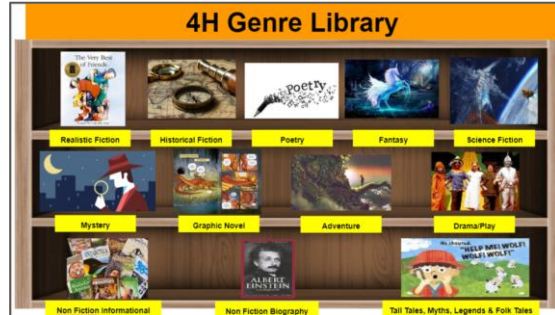 4H Genre Library
The Very Best
of Friends
Poetry
Realistic Fiction
Historical Fiction
Poetry
Fantasy
Science Fiction
Mystery
Graphic Novel
Adventure
Drama/Play
ALBERT
EINSTEIN
He shouted,
"HELP ME! WOLF!
WOLF! WOLF!"
Non Fiction Informational
Non Fiction Biography
Tall Tales, Myths, Legends & Folk Tales